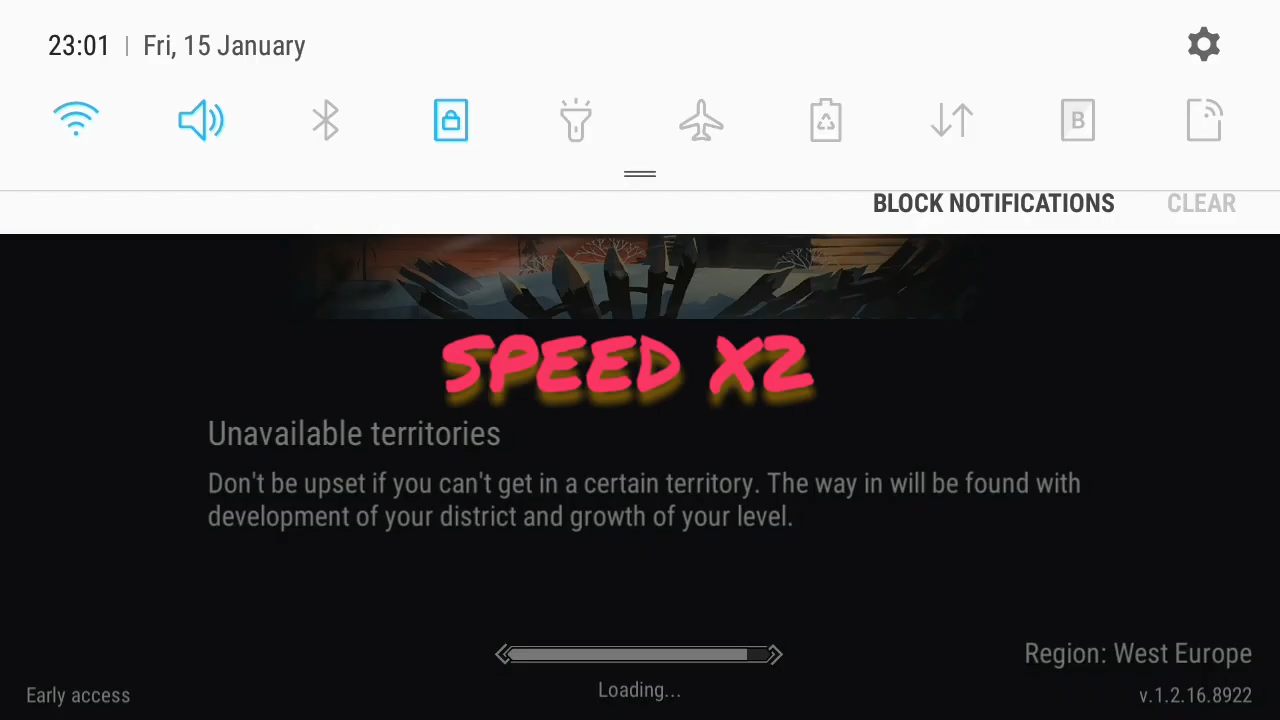 23:01 | Fri, 15 January
B
BLOCK NOTIFICATIONS CLEAR
SPEED X2
Unavailable territories
Don't be upset if you can't get in a certain territory. The way in will be found with
development of your district and growth of your level.
Region: West Europe
Loading...
Early access
v.1.2.16.8922